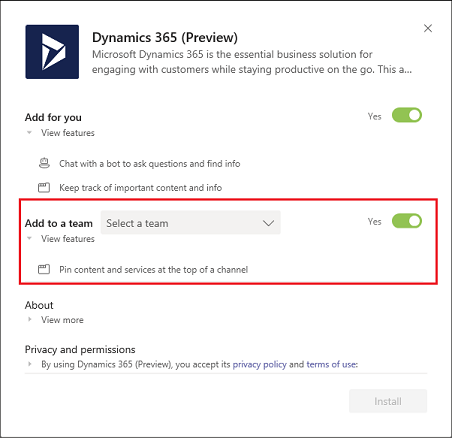 Dynamics 365 (Preview)
Microsoft Dynamics 365 is the essential business solution for
engaging with customers while staying productive on the go. This a...
Add for you
Yes
View features
Chat with a bot to ask questions and find info
Keep track of important content and info
Add to a team
Select a team
Yes
View features
Pin content and services at the top of a channel
About
View more
Privacy and permissions
By using Dynamics 365 (Preview), you accept its privacy policy and terms of use:
Install